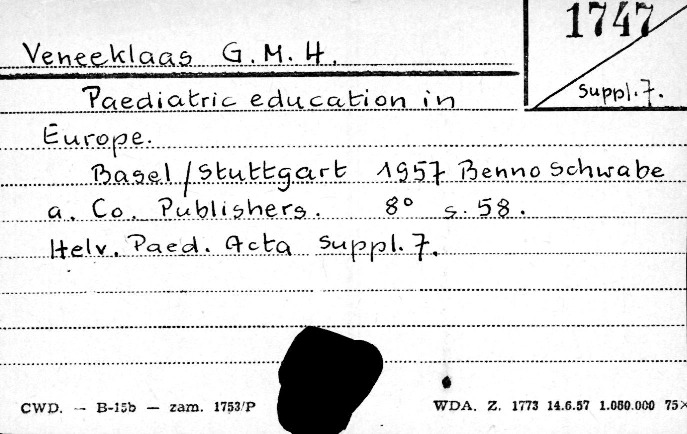 1747
suppl. 7.
Veneeklaas G. M. H.
Paediatric education in
Europe.
Basel/Stuttgart 1957 Benno Schwabe
a. Co. Publishers. 8° s. 58.
Helv. Paed. Acta suppl. 7.
CWD. — B-15b — zam. 1753/P
WDA. Z. 1773 14.6.57 1.050.000 75×